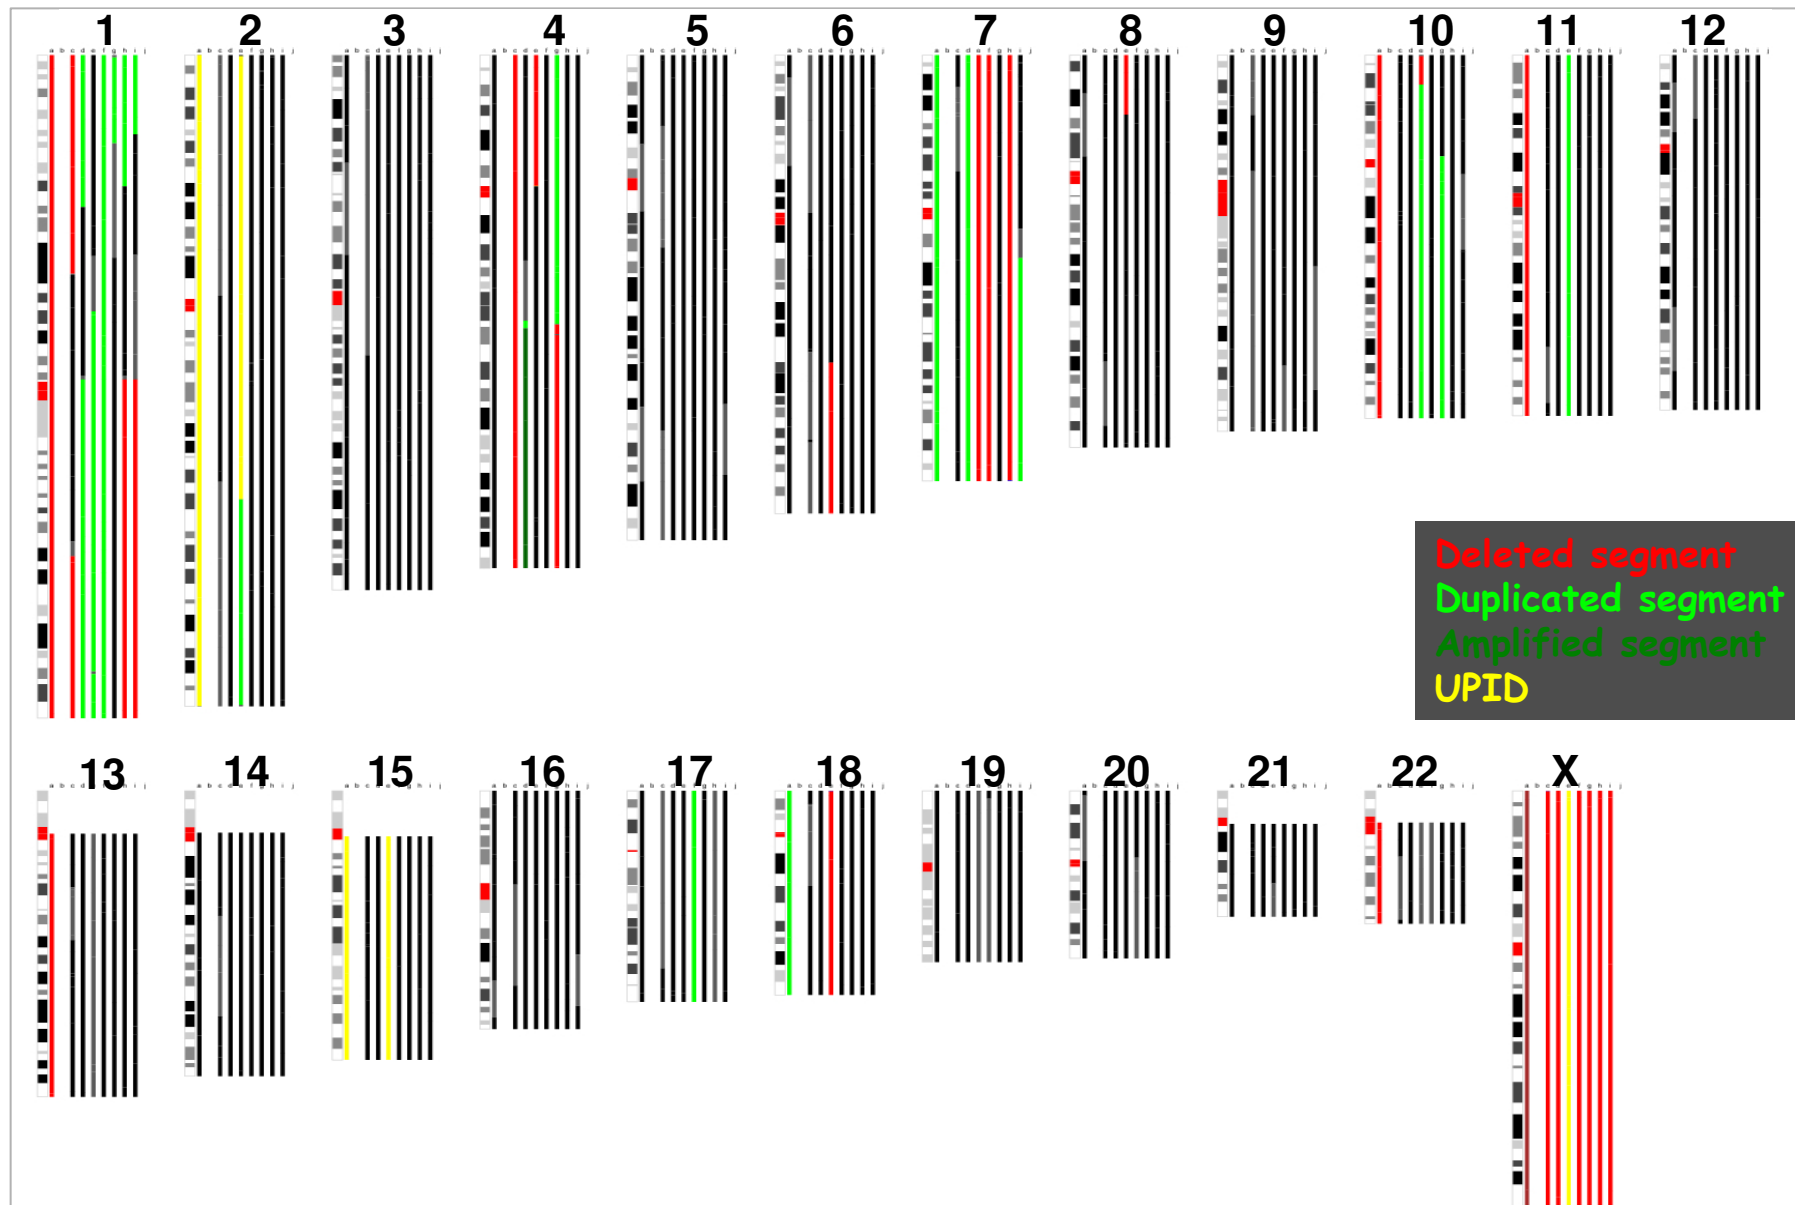 1 2 3 4 5 6 7 8 9 10 11 12
Deleted segment
Duplicated segment
Amplified segment
UPID
13 14 15 16 17 18 19 20 21 22 X